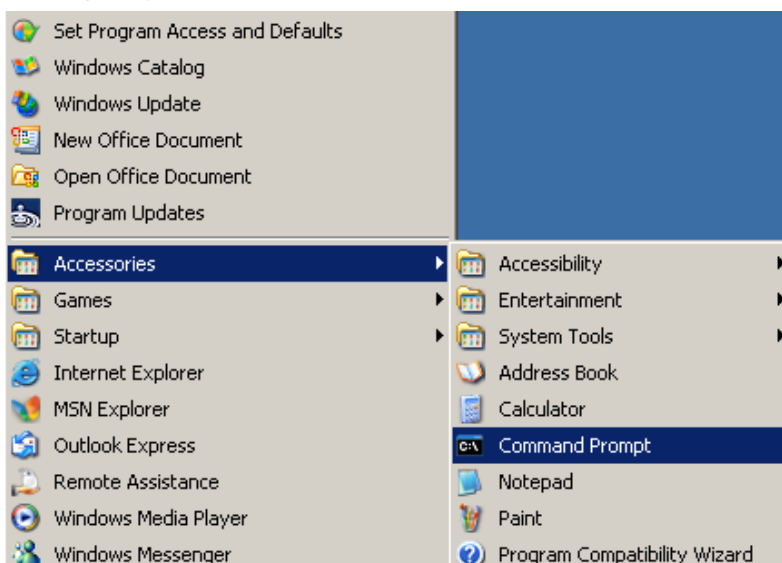 Set Program Access and Defaults
Windows Catalog
Windows Update
New Office Document
Open Office Document
Program Updates
Accessories
Games
Startup
Internet Explorer
MSN Explorer
Outlook Express
Remote Assistance
Windows Media Player
Windows Messenger
Accessibility
Entertainment
System Tools
Address Book
Calculator
C:\ Command Prompt
Notepad
Paint
Program Compatibility Wizard